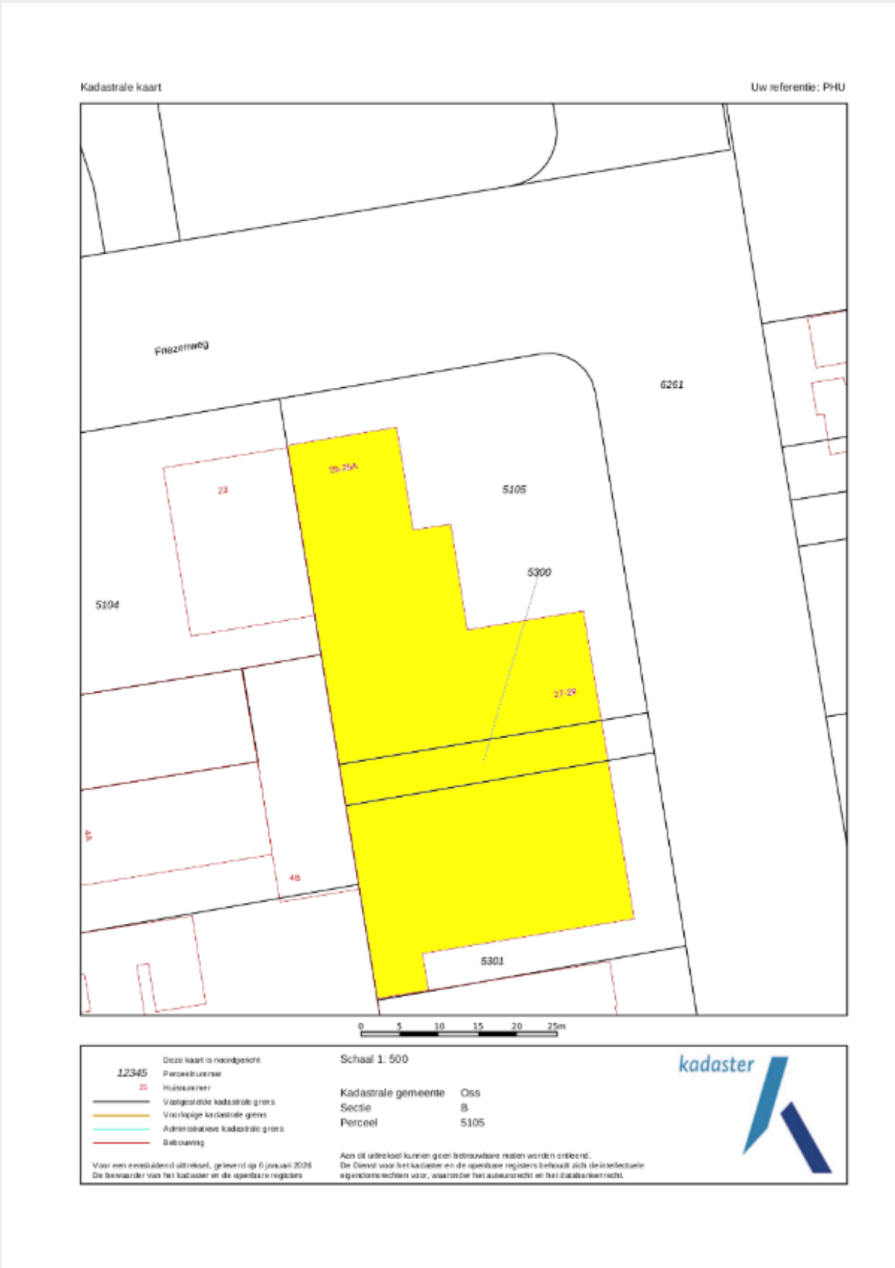 Kadastrale kaart
Uw referentie: PHU
Friezenweg
6261
25-25A
23
5105
5300
5104
27-29
4A
4B
5301
0 5 10 15 20 25m
Deze kaart is noordgericht
12345 Perceelnummer
25 Huisnummer
Vastgestelde kadastrale grens
Voorlopige kadastrale grens
Administratieve kadastrale grens
Bebouwing
Voor een eensluidend uittreksel, geleverd op 6 januari 2026
De bewaarder van het kadaster en de openbare registers
Schaal 1: 500
Kadastrale gemeente Oss
Sectie B
Perceel 5105
Aan dit uittreksel kunnen geen betrouwbare maten worden ontleend.
De Dienst voor het kadaster en de openbare registers behoudt zich de intellectuele
eigendomsrechten voor, waaronder het auteursrecht en het databankenrecht.
kadaster